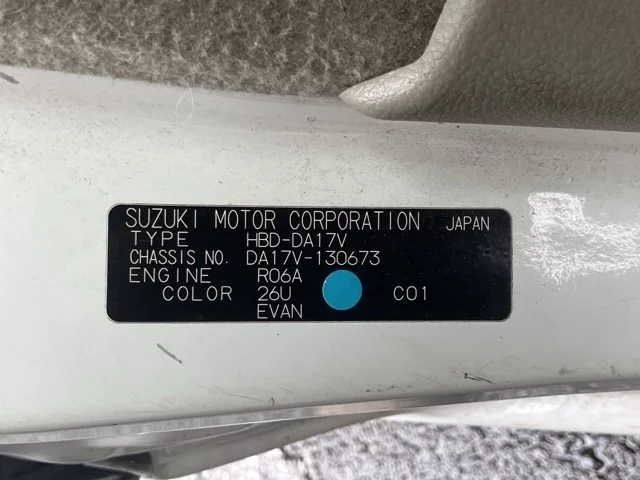 SUZUKI MOTOR CORPORATION JAPAN
TYPE HBD-DA17V
CHASSIS NO. DA17V-130673
ENGINE R06A
COLOR 26U C01
EVAN